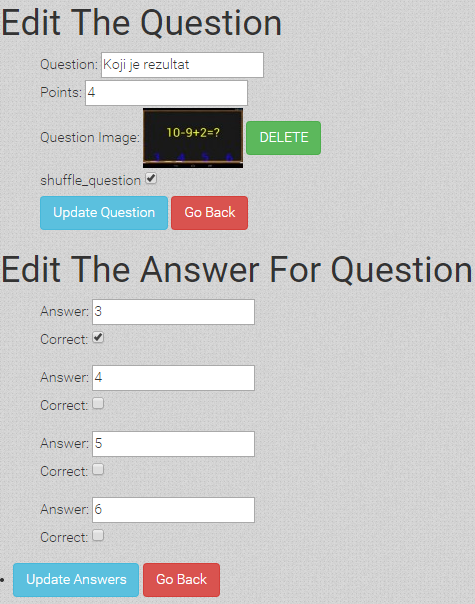 Edit The Question
Question: Koji je rezultat
Points: 4
Question Image: 10-9+2=? DELETE
shuffle_question
Update Question Go Back
Edit The Answer For Question
Answer: 3
Correct:
Answer: 4
Correct:
Answer: 5
Correct:
Answer: 6
Correct:
Update Answers Go Back